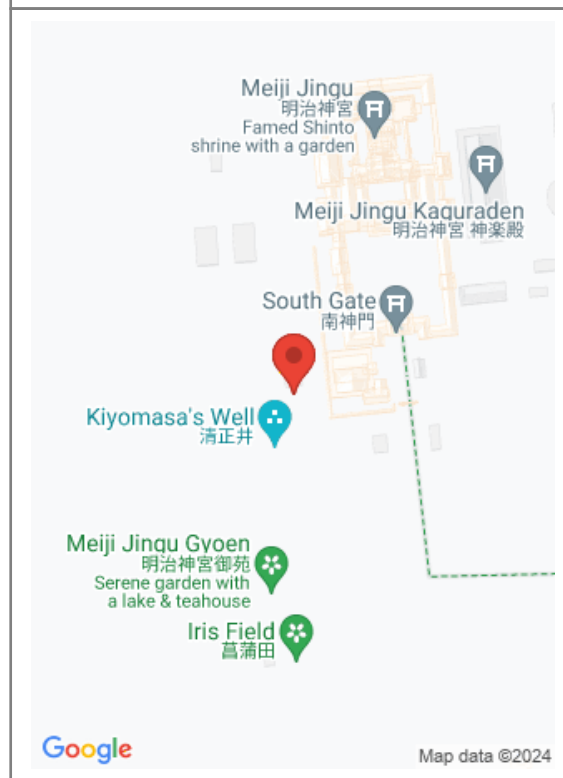 Meiji Jingu
明治神宮
Famed Shinto
shrine with a garden
Meiji Jingu Kaguraden
明治神宮 神楽殿
South Gate
南神門
Kiyomasa's Well
清正井
Meiji Jingu Gyoen
明治神宮御苑
Serene garden with
a lake & teahouse
Iris Field
菖蒲田
Google
Map data ©2024